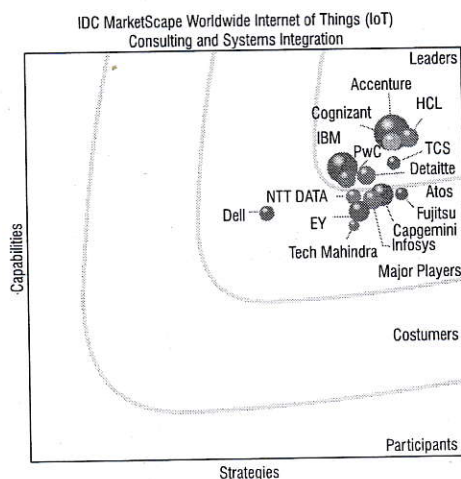 IDC MarketScape Worldwide Internet of Things (IoT)
Consulting and Systems Integration
Leaders
Accenture
Cognizant
HCL
IBM
PwC
TCS
Detaitte
NTT DATA
Atos
Dell
EY
Fujitsu
Capgemini
Infosys
Tech Mahindra
Major Players
Capabilities
Costumers
Participants
Strategies